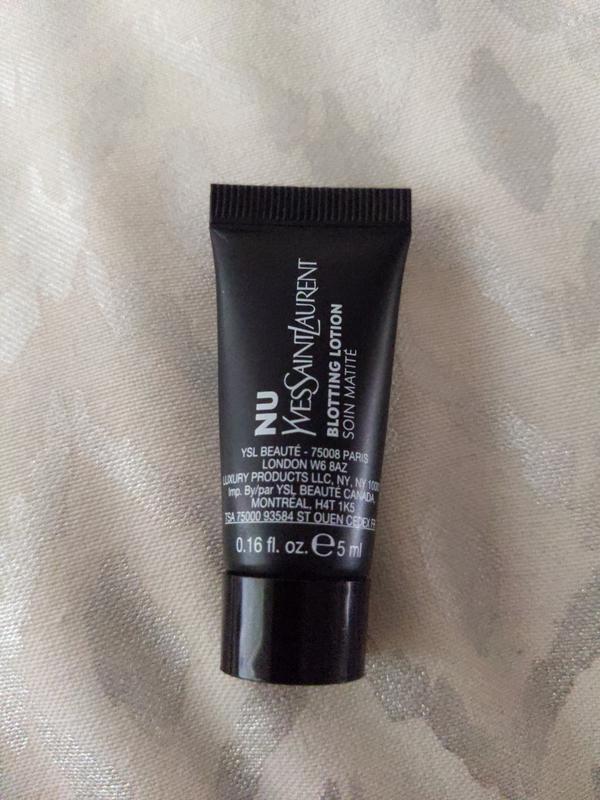 NU
YVESSAINTLAURENT
BLOTTING LOTION
SOIN MATITÉ
YSL BEAUTÉ - 75008 PARIS
LONDON W6 8AZ
LUXURY PRODUCTS LLC, NY, NY
Imp. By/par YSL BEAUTÉ CANADA,
MONTRÉAL, H4T 1K5
TSA 75000 93584 ST OUEN CEDEX FR
0.16 fl. oz. ℮ 5 ml